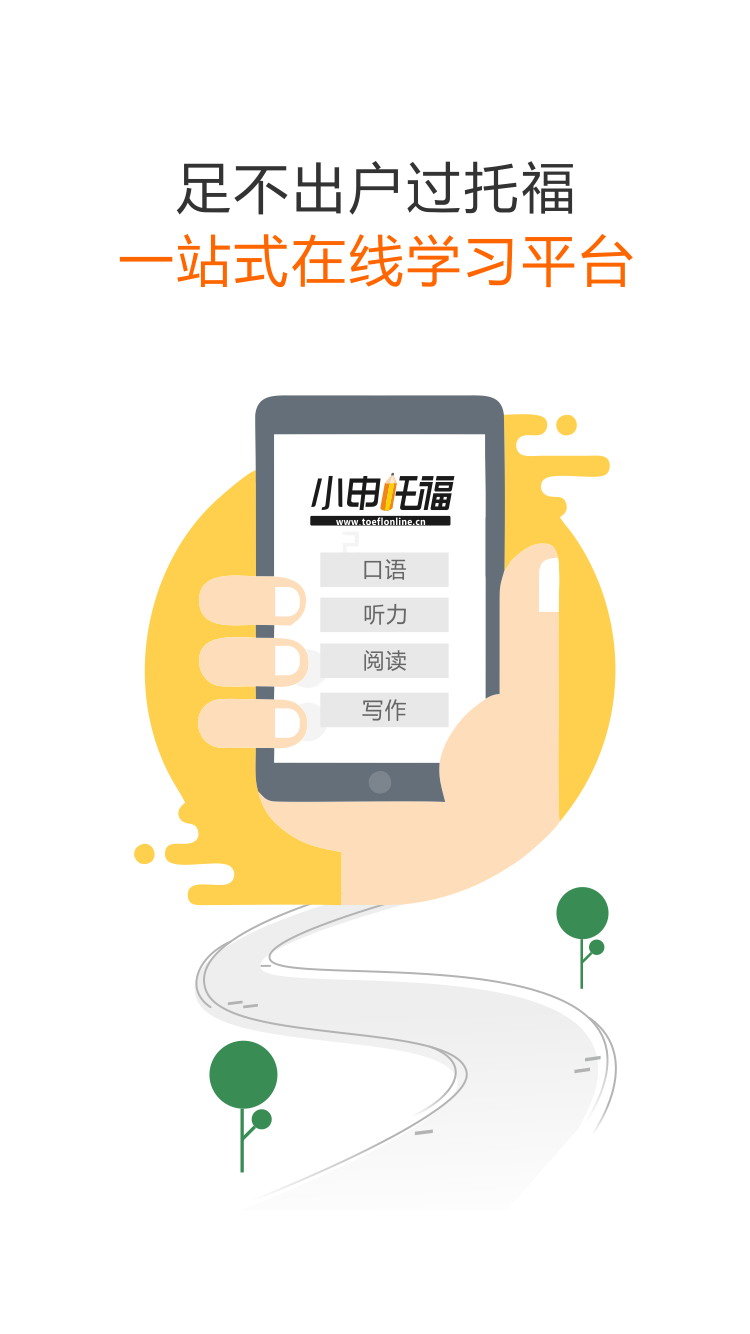 足不出户过托福
一站式在线学习平台
小申托福
www.toeflonline.cn
口语
听力
阅读
写作